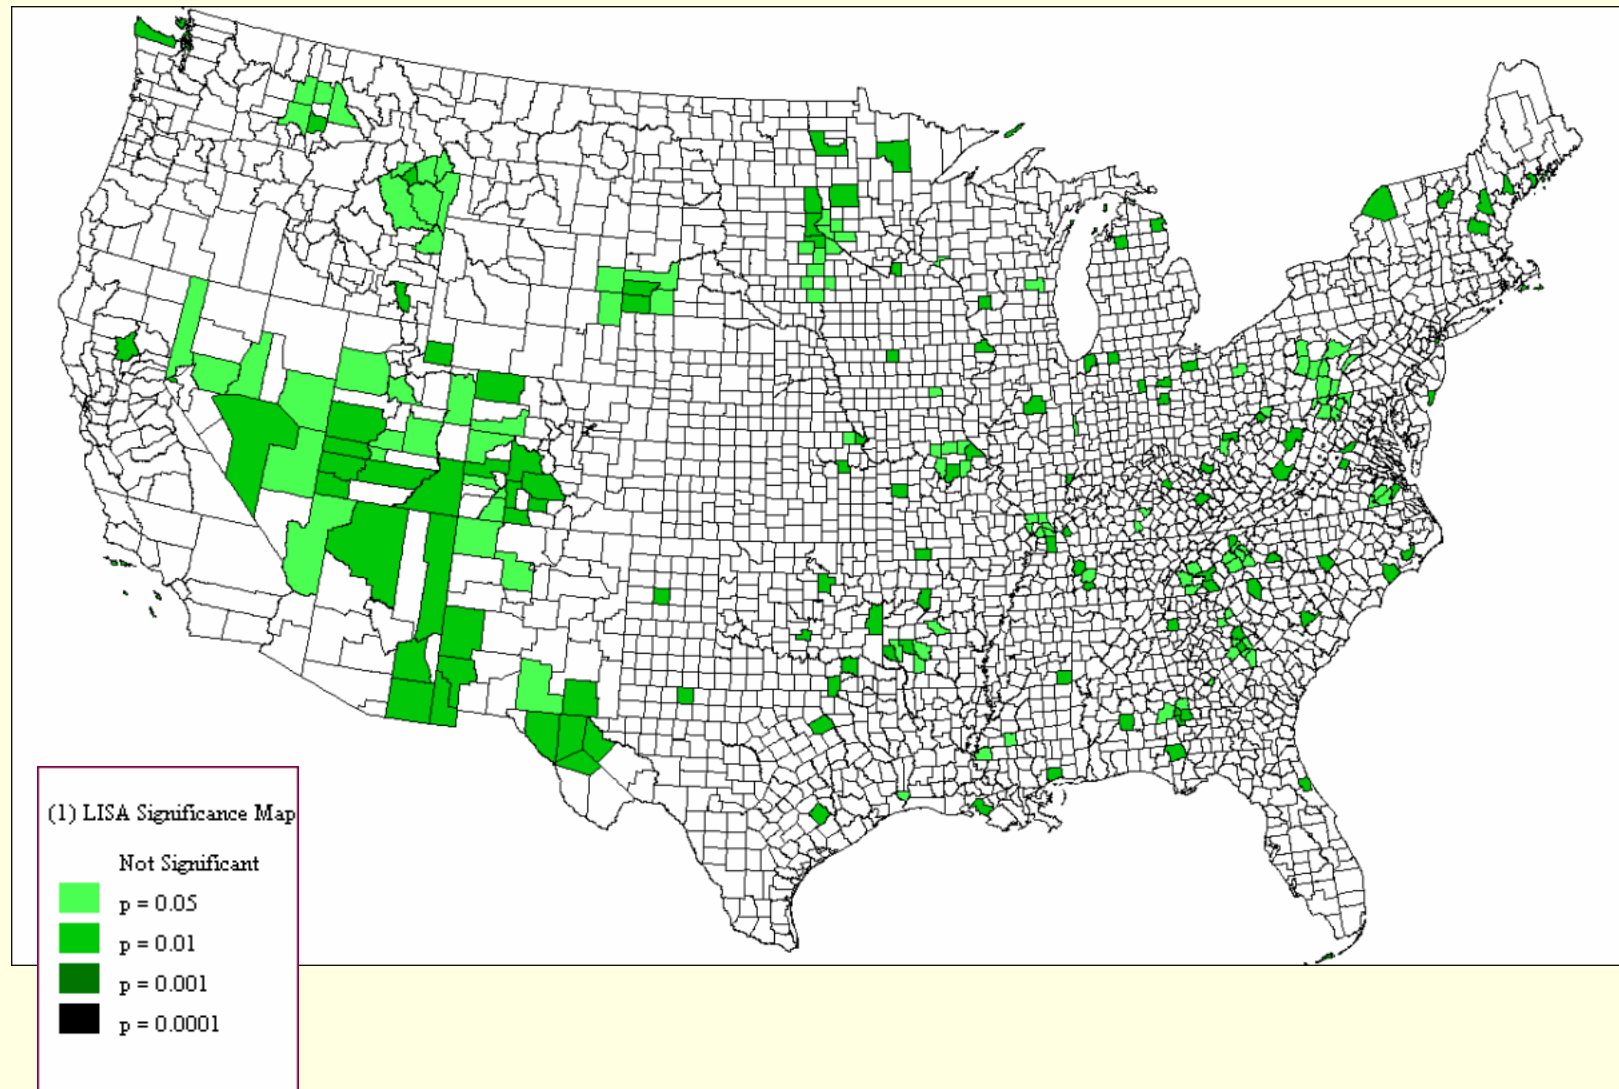 (1) LISA Significance Map
Not Significant
p = 0.05
p = 0.01
p = 0.001
p = 0.0001